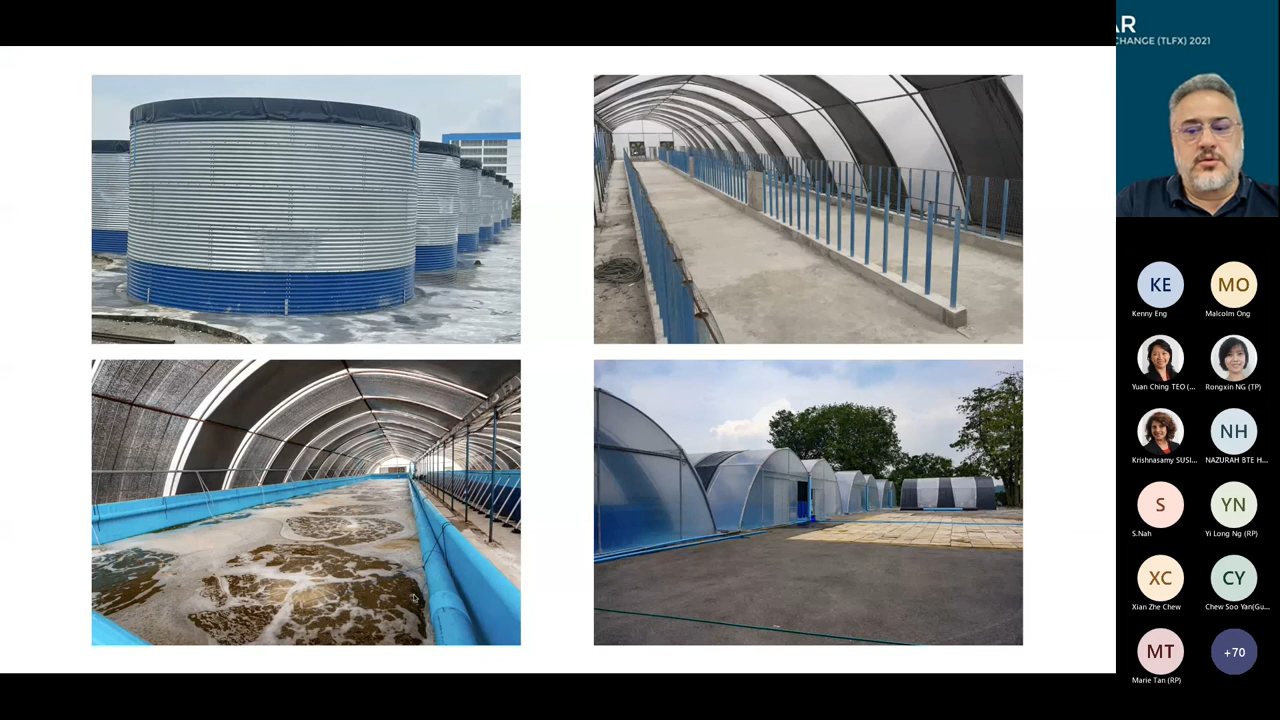 AR
CHANGE (TLFX) 2021
KE
MO
Kenny Eng
Malcolm Ong
Yuan Ching TEO (...
Rongxin NG (TP)
NH
Krishnasamy SUSI...
NAZURAH BTE H...
S
YN
S.Nah
Yi Long Ng (RP)
XC
CY
Xian Zhe Chew
Chew Soo Yan(Gu...
MT
+70
Marie Tan (RP)